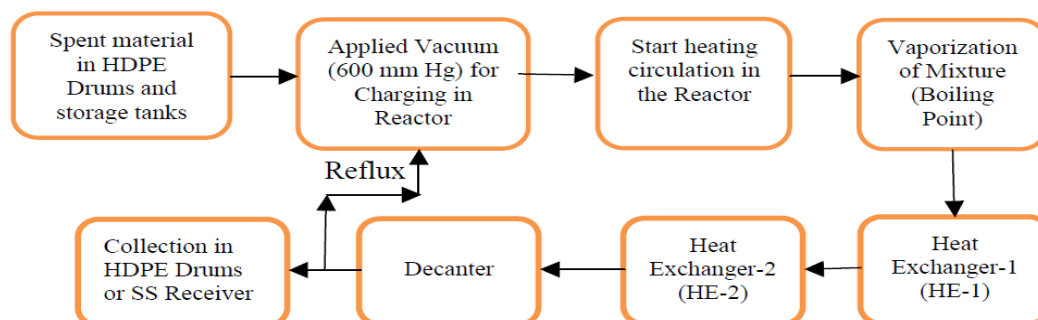 Spent material
in HDPE
Drums and
storage tanks
Applied Vacuum
(600 mm Hg) for
Charging in
Reactor
Start heating
circulation in
the Reactor
Vaporization
of Mixture
(Boiling
Point)
Reflux
Collection in
HDPE Drums
or SS Receiver
Decanter
Heat
Exchanger-2
(HE-2)
Heat
Exchanger-1
(HE-1)